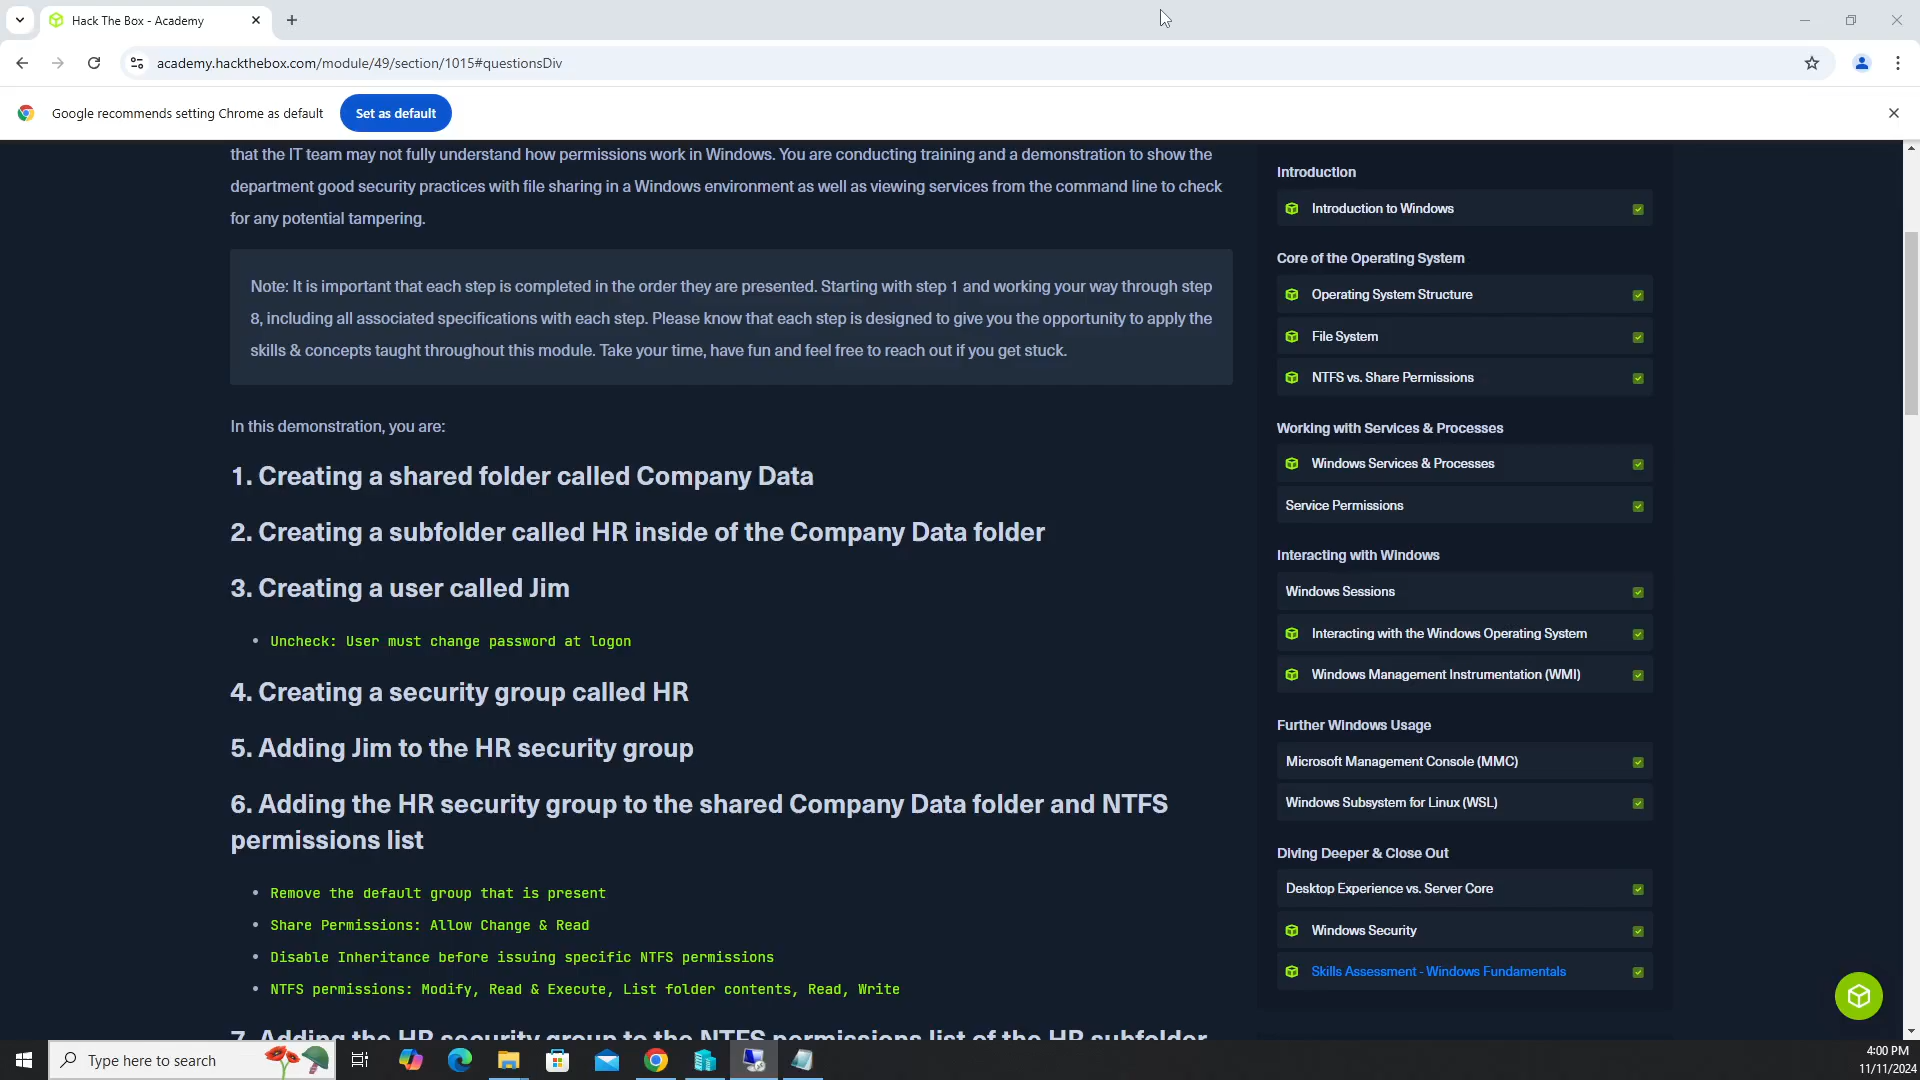 Hack The Box - Academy
academy.hackthebox.com/module/49/section/1015#questionsDiv
Google recommends setting Chrome as default
Set as default
that the IT team may not fully understand how permissions work in Windows. You are conducting training and a demonstration to show the
department good security practices with file sharing in a Windows environment as well as viewing services from the command line to check
for any potential tampering.
Note: It is important that each step is completed in the order they are presented. Starting with step 1 and working your way through step
8, including all associated specifications with each step. Please know that each step is designed to give you the opportunity to apply the
skills & concepts taught throughout this module. Take your time, have fun and feel free to reach out if you get stuck.
In this demonstration, you are:
1. Creating a shared folder called Company Data
2. Creating a subfolder called HR inside of the Company Data folder
3. Creating a user called Jim
• Uncheck: User must change password at logon
4. Creating a security group called HR
5. Adding Jim to the HR security group
6. Adding the HR security group to the shared Company Data folder and NTFS
permissions list
• Remove the default group that is present
• Share Permissions: Allow Change & Read
• Disable Inheritance before issuing specific NTFS permissions
• NTFS permissions: Modify, Read & Execute, List folder contents, Read, Write
7. Adding the HR security group to the NTFS permissions list of the HR subfolder
Introduction
Introduction to Windows
Core of the Operating System
Operating System Structure
File System
NTFS vs. Share Permissions
Working with Services & Processes
Windows Services & Processes
Service Permissions
Interacting with Windows
Windows Sessions
Interacting with the Windows Operating System
Windows Management Instrumentation (WMI)
Further Windows Usage
Microsoft Management Console (MMC)
Windows Subsystem for Linux (WSL)
Diving Deeper & Close Out
Desktop Experience vs. Server Core
Windows Security
Skills Assessment - Windows Fundamentals
Type here to search
4:00 PM
11/11/2024